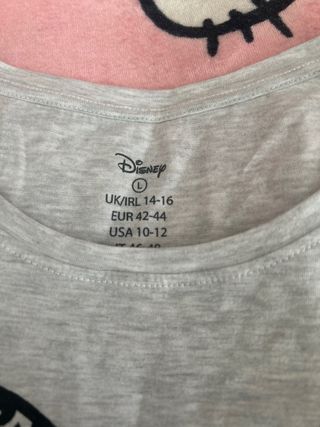 Disney
L
UK/IRL 14-16
EUR 42-44
USA 10-12